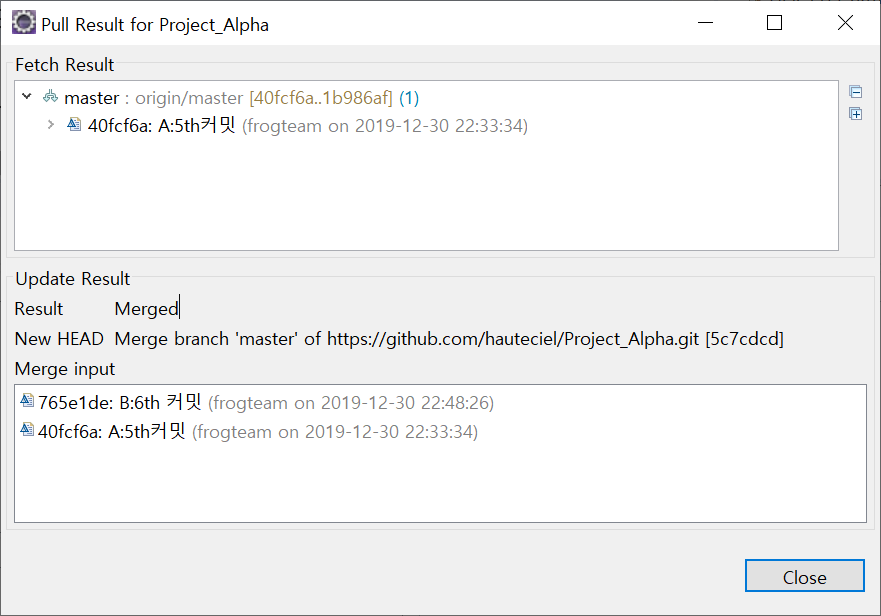 Pull Result for Project_Alpha
Fetch Result
master : origin/master [40fcf6a..1b986af] (1)
40fcf6a: A:5th커밋 (frogteam on 2019-12-30 22:33:34)
Update Result
Result Merged
New HEAD Merge branch 'master' of https://github.com/hauteciel/Project_Alpha.git [5c7cdcd]
Merge input
765e1de: B:6th 커밋 (frogteam on 2019-12-30 22:48:26)
40fcf6a: A:5th커밋 (frogteam on 2019-12-30 22:33:34)
Close